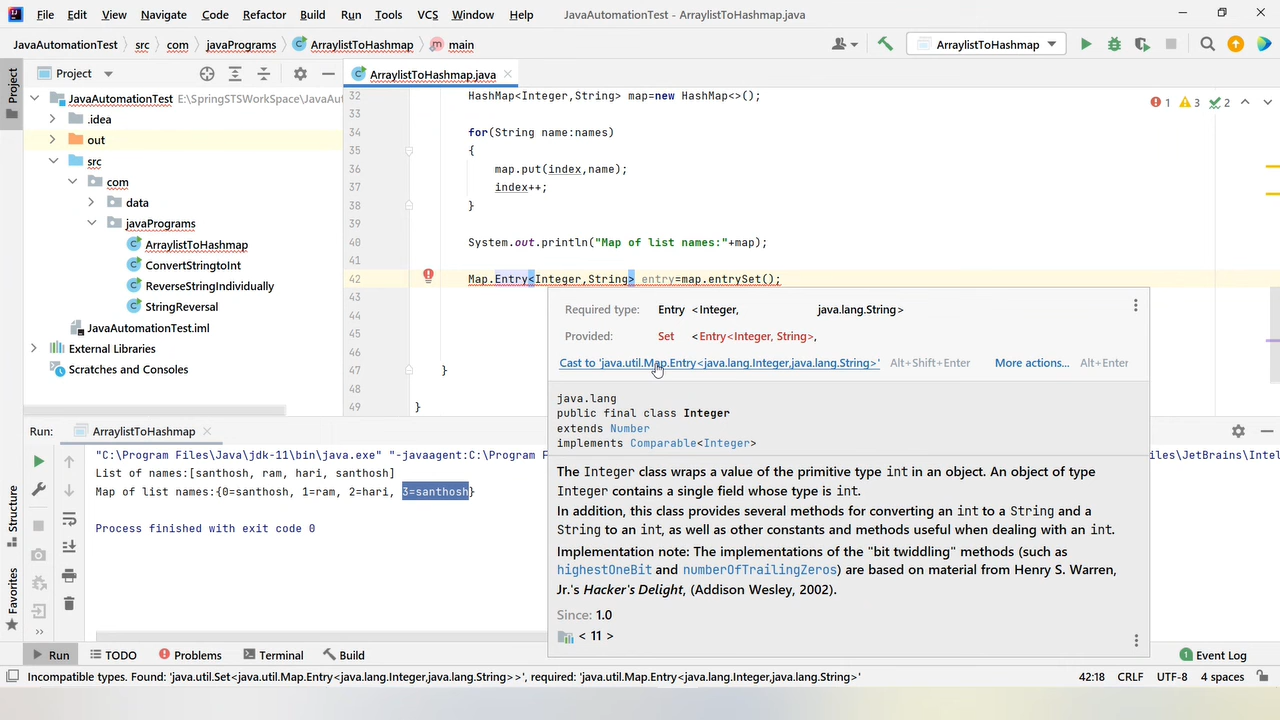 File Edit View Navigate Code Refactor Build Run Tools VCS Window Help JavaAutomationTest - ArraylistToHashmap.java
JavaAutomationTest src com javaPrograms ArraylistToHashmap main ArraylistToHashmap
Project
Project
ArraylistToHashmap.java
JavaAutomationTest E:\SpringSTSWorkSpace\JavaAu
.idea
out
src
com
data
javaPrograms
ArraylistToHashmap
ConvertStringtoInt
ReverseStringIndividually
StringReversal
JavaAutomationTest.iml
External Libraries
Scratches and Consoles
1 3 2
32 HashMap<Integer,String> map=new HashMap<>();
33
34 for(String name:names)
35 {
36 map.put(index,name);
37 index++;
38 }
39
40 System.out.println("Map of list names:"+map);
41
42 Map.Entry<Integer,String> entry=map.entrySet();
43
44
45
46
47 }
48
49 }
Required type: Entry <Integer, java.lang.String>
Provided: Set <Entry<Integer, String>,
Cast to 'java.util.Map.Entry<java.lang.Integer,java.lang.String>' Alt+Shift+Enter More actions... Alt+Enter
java.lang
public final class Integer
extends Number
implements Comparable<Integer>
The Integer class wraps a value of the primitive type int in an object. An object of type
Integer contains a single field whose type is int.
In addition, this class provides several methods for converting an int to a String and a
String to an int, as well as other constants and methods useful when dealing with an int.
Implementation note: The implementations of the "bit twiddling" methods (such as
highestOneBit and numberOfTrailingZeros) are based on material from Henry S. Warren,
Jr.'s Hacker's Delight, (Addison Wesley, 2002).
Since: 1.0
< 11 >
Run: ArraylistToHashmap
"C:\Program Files\Java\jdk-11\bin\java.exe" "-javaagent:C:\Program F
iles\JetBrains\Intel
List of names:[santhosh, ram, hari, santhosh]
Map of list names:{0=santhosh, 1=ram, 2=hari, 3=santhosh}
Process finished with exit code 0
Structure
Favorites
Run TODO Problems Terminal Build 1 Event Log
Incompatible types. Found: 'java.util.Set<java.util.Map.Entry<java.lang.Integer,java.lang.String>>', required: 'java.util.Map.Entry<java.lang.Integer,java.lang.String>' 42:18 CRLF UTF-8 4 spaces